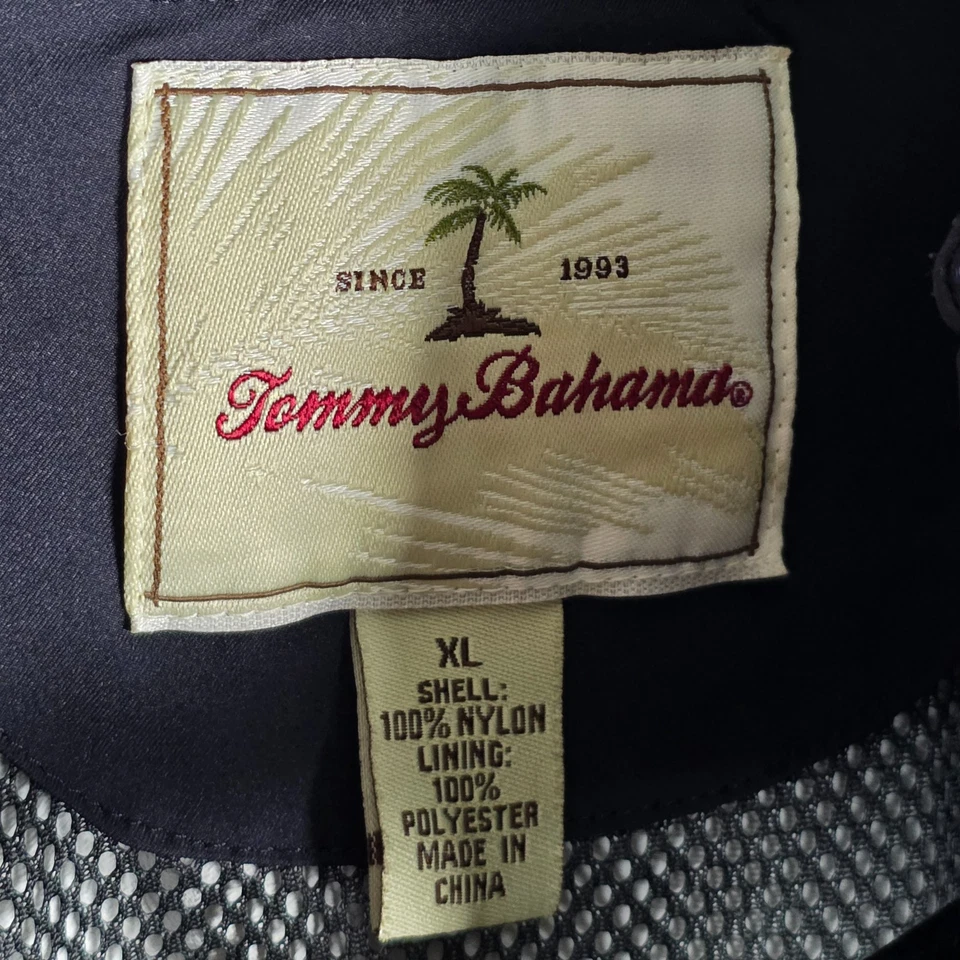 SINCE 1993
Tommy Bahama®
XL
SHELL:
100% NYLON
LINING:
100%
POLYESTER
MADE IN
CHINA